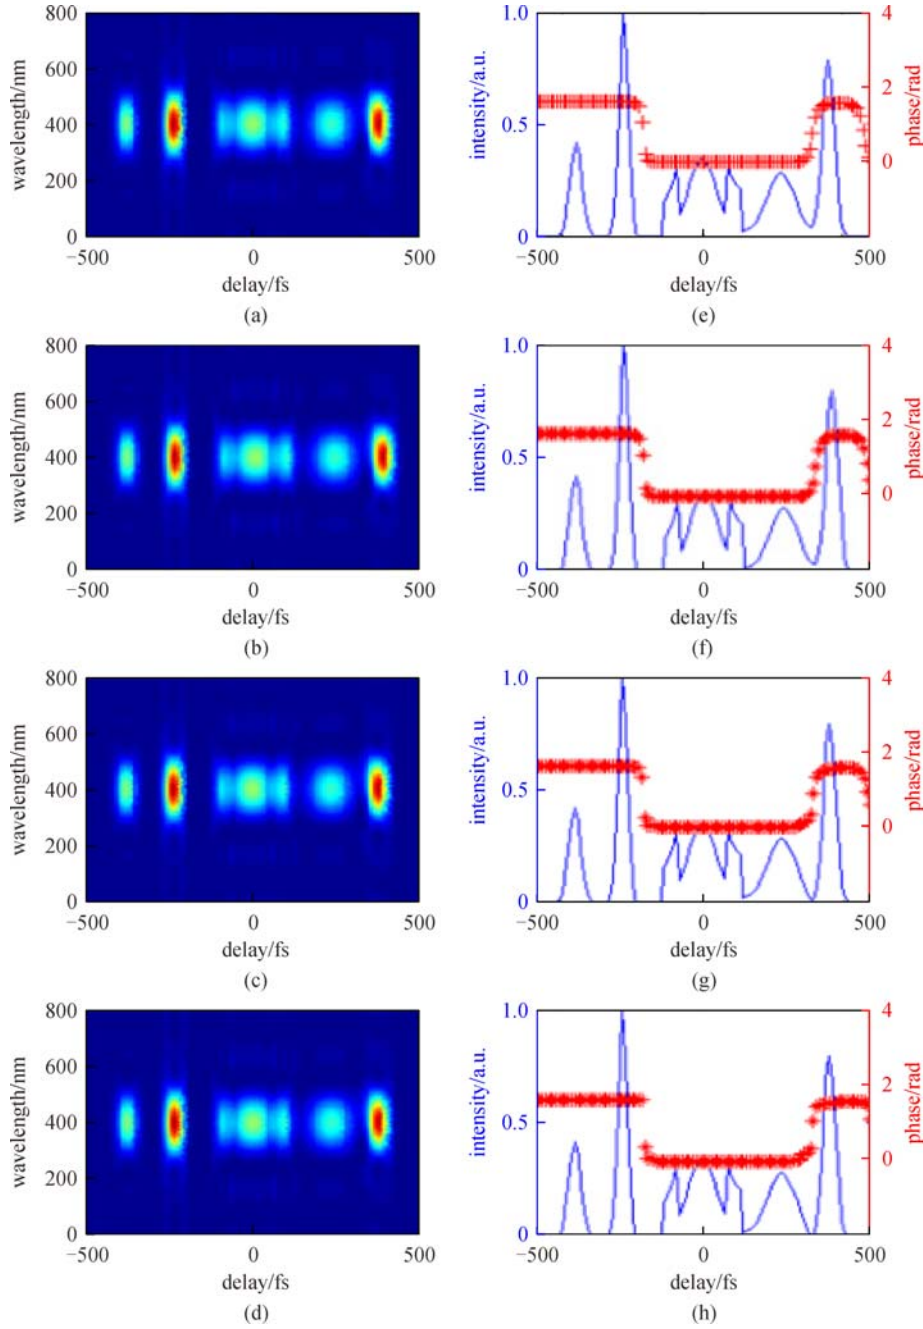 800
600
400
200
0
wavelength/nm
−500
0
500
delay/fs
(a)
1.0
0.5
0
intensity/a.u.
4
2
0
phase/rad
−500
0
500
delay/fs
(e)
800
600
400
200
0
wavelength/nm
−500
0
500
delay/fs
(b)
1.0
0.5
0
intensity/a.u.
4
2
0
phase/rad
−500
0
500
delay/fs
(f)
800
600
400
200
0
wavelength/nm
−500
0
500
delay/fs
(c)
1.0
0.5
0
intensity/a.u.
4
2
0
phase/rad
−500
0
500
delay/fs
(g)
800
600
400
200
0
wavelength/nm
−500
0
500
delay/fs
(d)
1.0
0.5
0
intensity/a.u.
4
2
0
phase/rad
−500
0
500
delay/fs
(h)